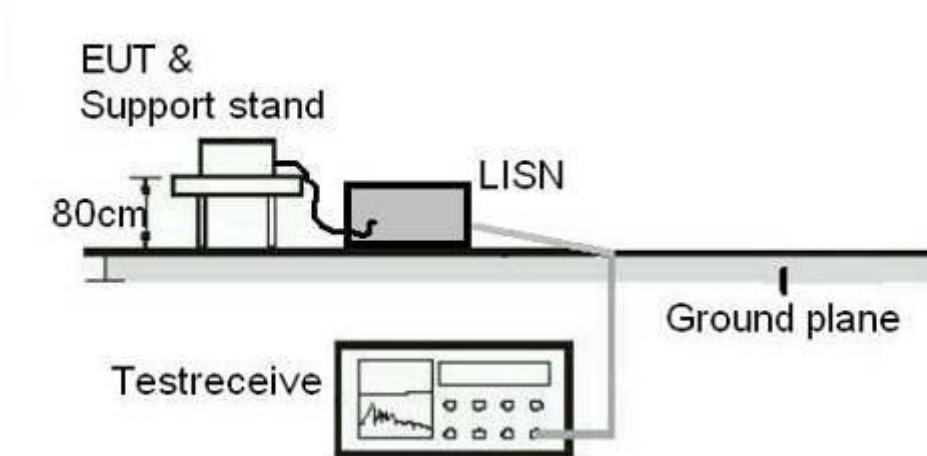 EUT &
Support stand
LISN
80cm
Ground plane
Testreceive